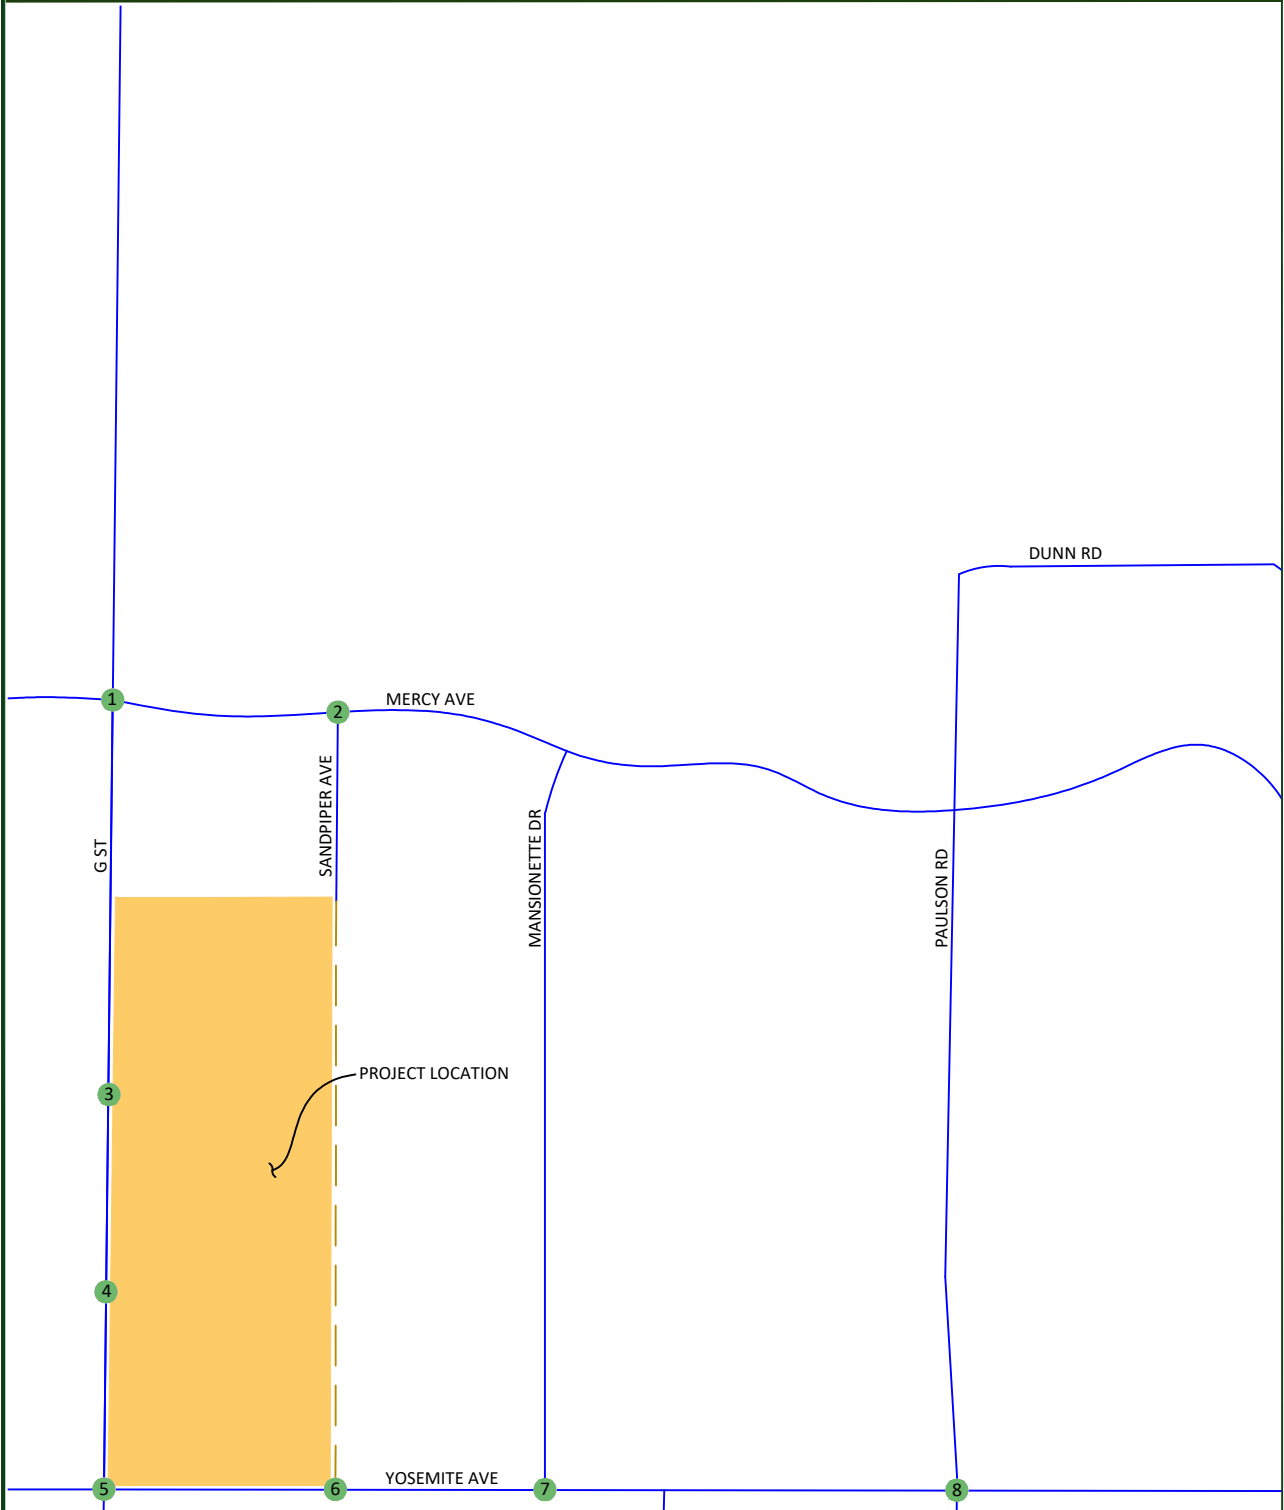 DUNN RD
1
2
MERCY AVE
SANDPIPER AVE
G ST
MANSIONETTE DR
PAULSON RD
PROJECT LOCATION
3
4
YOSEMITE AVE
5
6
7
8